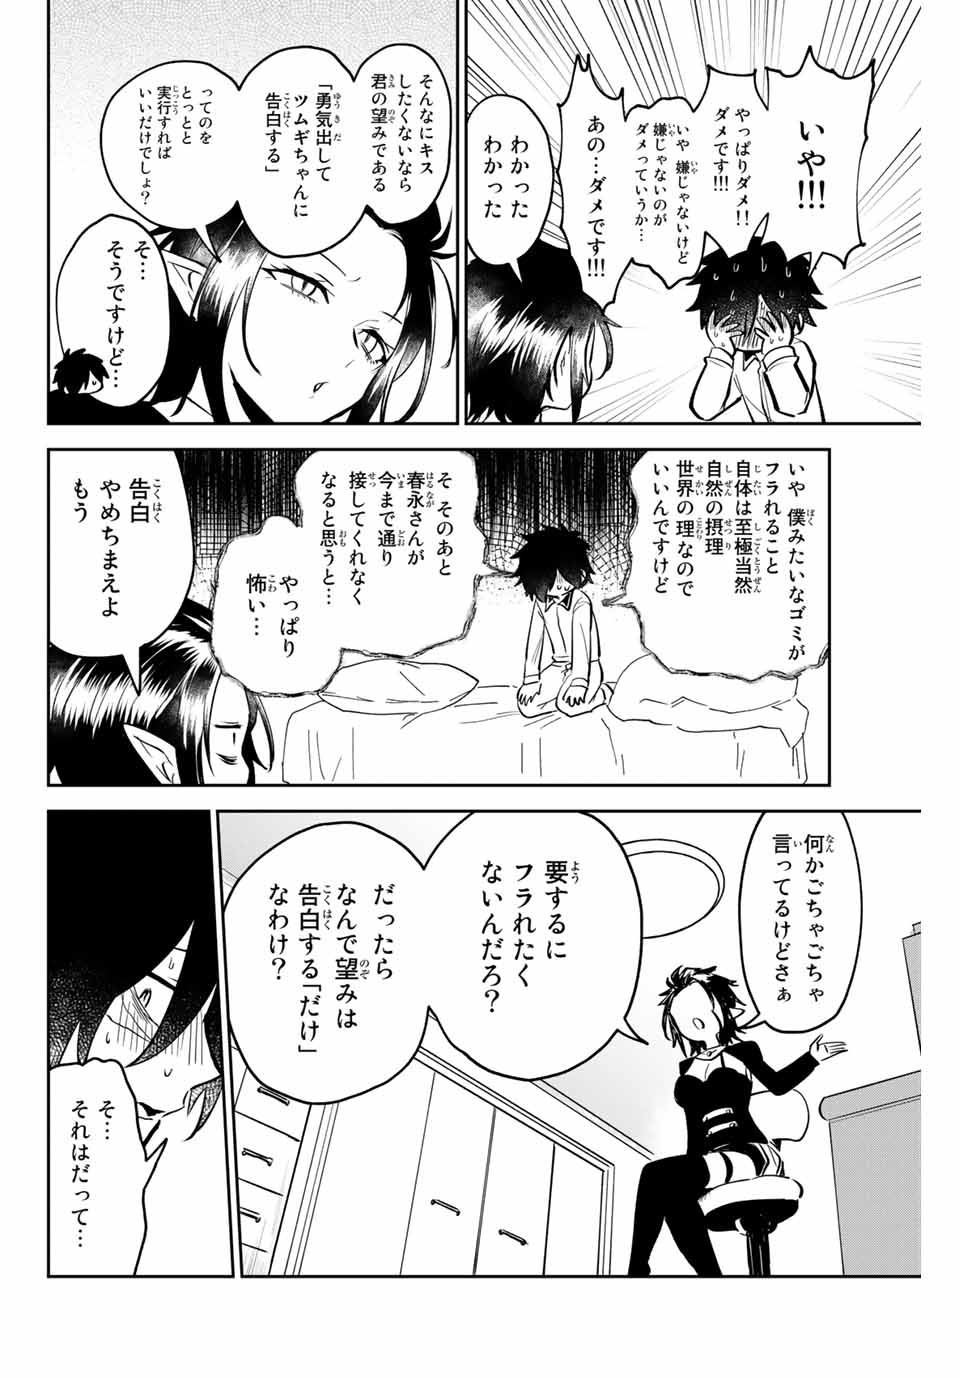 いや!!!
やっぱりダメ!!
ダメです!!!
いや 嫌じゃないけど
嫌じゃないのが
ダメっていうか…
あの…ダメです!!!
わかった
わかった
そんなにキス
したくないなら
君の望みである
「勇気出して
ツムギちゃんに
告白する」
ってのを
とっとと
実行すれば
いいだけでしょ?
そ…
そうですけど…
いや 僕みたいなゴミが
フラれること
自体は至極当然
自然の摂理
世界の理なので
いいんですけど
そ そのあと
春永さんが
今まで通り
接してくれなく
なると思うと…
やっぱり
怖い…
告白
やめちまえよ
もう
何かごちゃごちゃ
言ってるけどさぁ
要するに
フラれたく
ないんだろ?
だったら
なんで望みは
告白する「だけ」
なわけ?
そ…
それはだって…